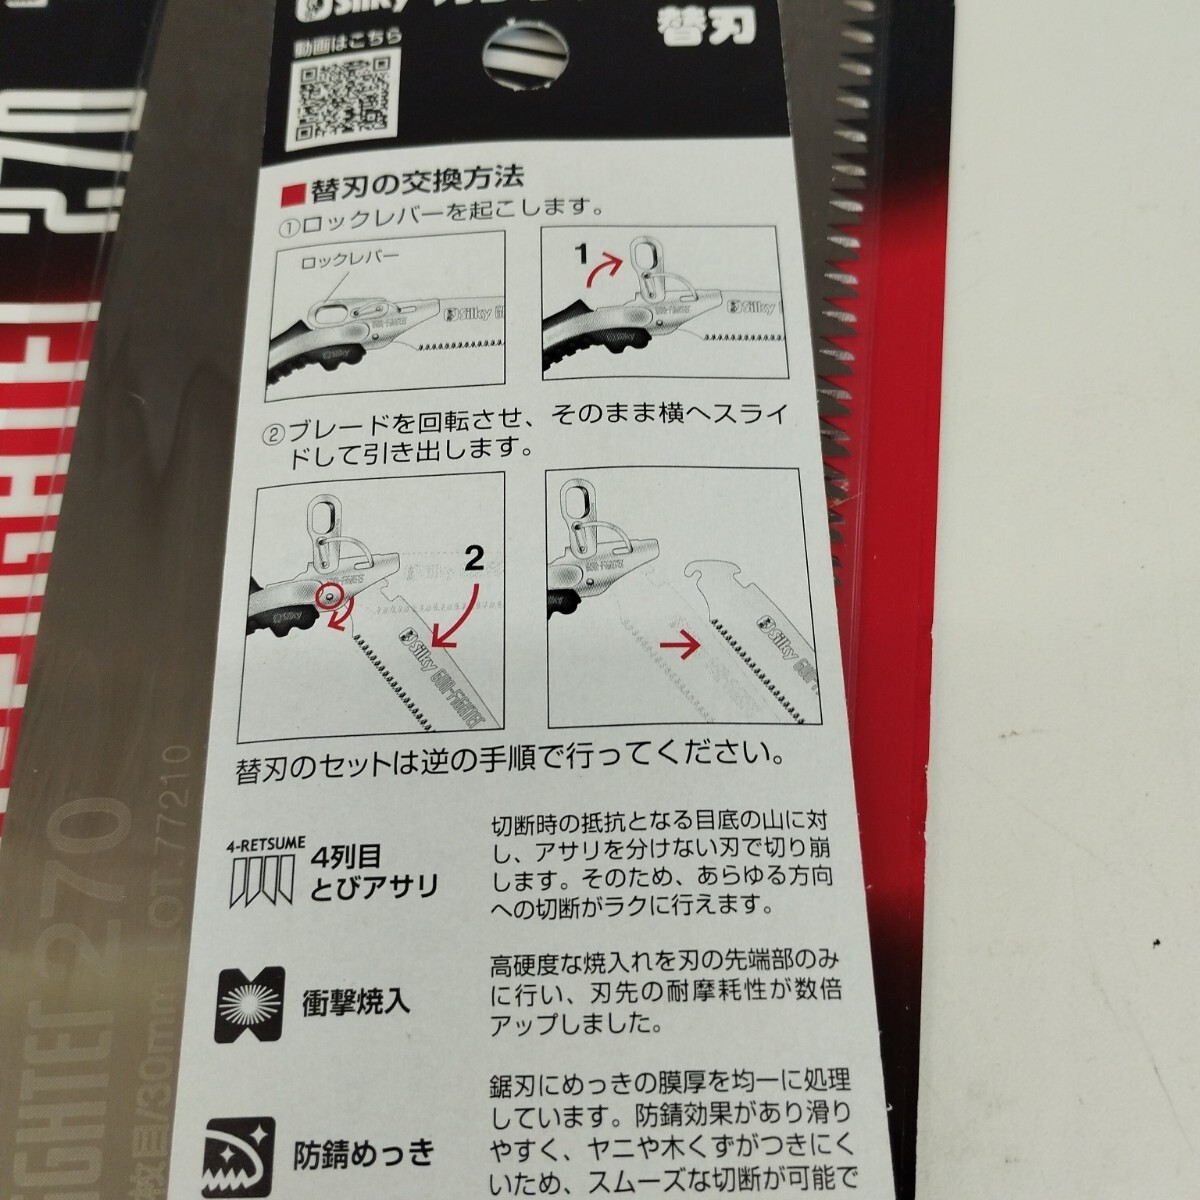 Silky
替刃
動画はこちら
■替刃の交換方法
①ロックレバーを起こします。
ロックレバー
1
Silky
Silky
②ブレードを回転させ、そのまま横へスライ
ドして引き出します。
2
Silky GUN-FIGHTER
Silky
替刃のセットは逆の手順で行ってください。
4-RETSUME
4列目
とびアサリ
切断時の抵抗となる目底の山に対
し、アサリを分けない刃で切り崩
します。そのため、あらゆる方向
への切断がラクに行えます。
衝撃焼入
高硬度な焼入れを刃の先端部のみ
に行い、刃先の耐摩耗性が数倍
アップしました。
防錆めっき
鋸刃にめっきの膜厚を均一に処理
しています。防錆効果があり滑り
やすく、ヤニや木くずがつきにく
いため、スムーズな切断が可能で
270
IGHTER 270
枚目/30mm LOT.77210